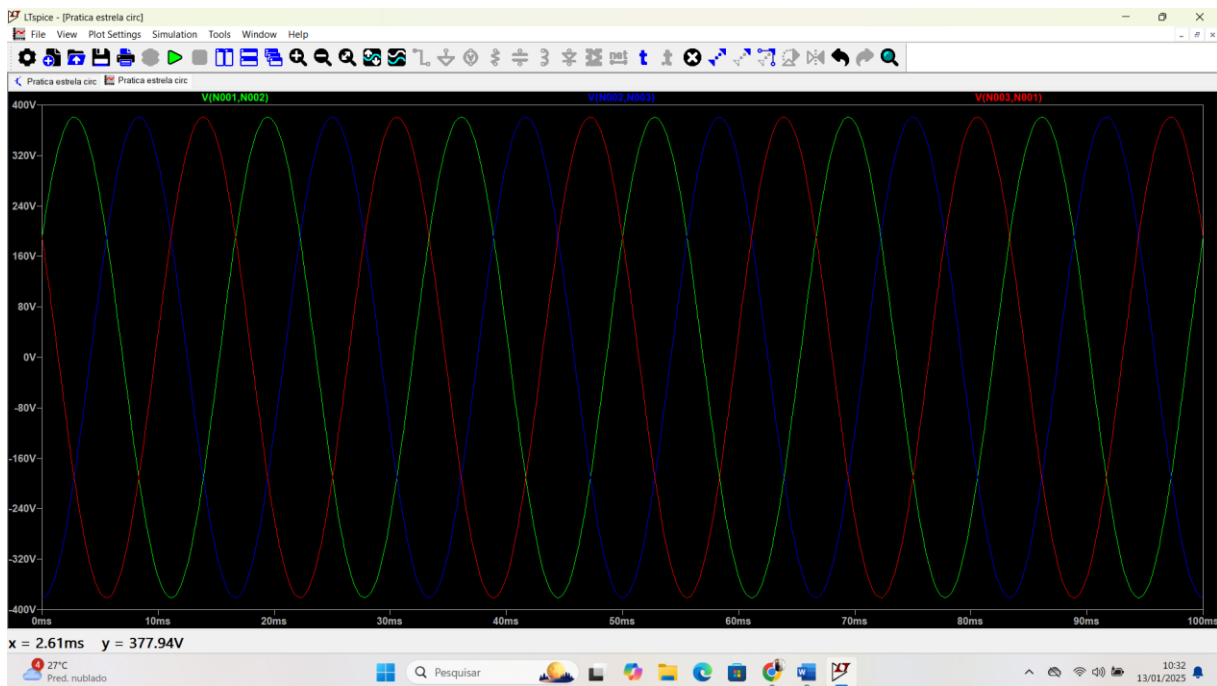 LTspice - [Pratica estrela circ]
File View Plot Settings Simulation Tools Window Help
net t t
Pratica estrela circ Pratica estrela circ
V(N001,N002) V(N002,N003) V(N003,N001)
400V
320V
240V
160V
80V
0V
-80V
-160V
-240V
-320V
-400V
0ms 10ms 20ms 30ms 40ms 50ms 60ms 70ms 80ms 90ms 100ms
x = 2.61ms y = 377.94V
4 27°C
Pred. nublado
Pesquisar
10:32
13/01/2025